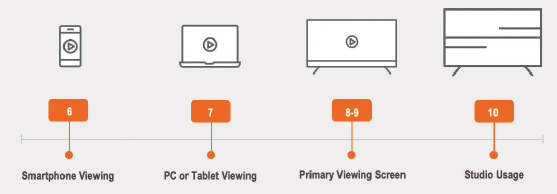 6
7
8-9
10
Smartphone Viewing
PC or Tablet Viewing
Primary Viewing Screen
Studio Usage